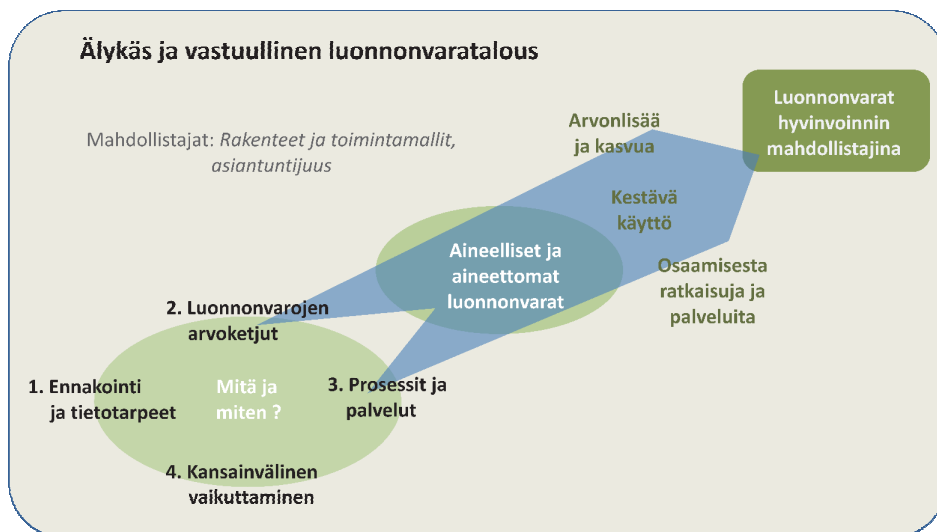 Älykäs ja vastuullinen luonnonvaratalous
Mahdollistajat: Rakenteet ja toimintamallit,
asiantuntijuus
Arvonlisää
ja kasvua
Luonnonvarat
hyvinvoinnin
mahdollistajina
Kestävä
käyttö
Aineelliset ja
aineettomat
luonnonvarat
Osaamisesta
ratkaisuja ja
palveluita
2. Luonnonvarojen
arvoketjut
1. Ennakointi
ja tietotarpeet
Mitä ja
miten ?
3. Prosessit ja
palvelut
4. Kansainvälinen
vaikuttaminen